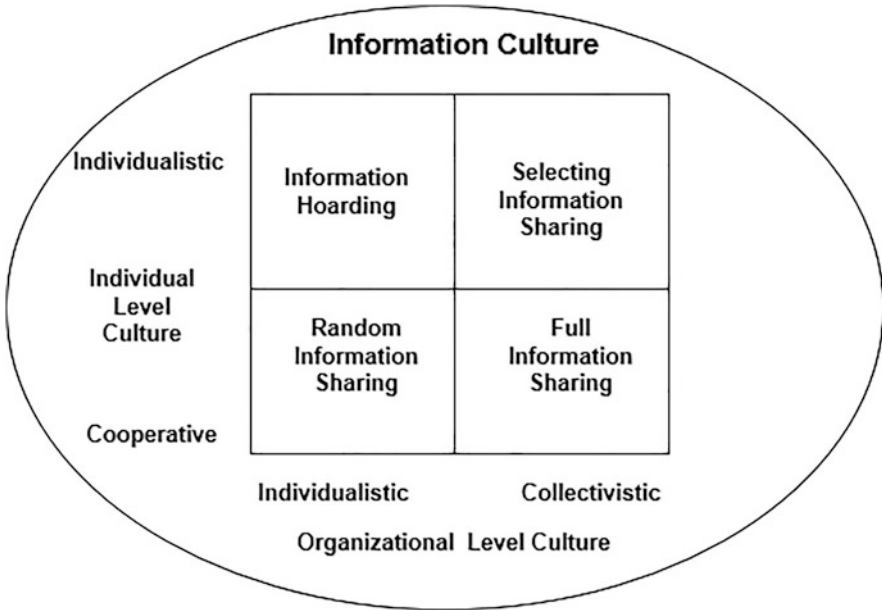 Information Culture
Individualistic
Information
Hoarding
Selecting
Information
Sharing
Individual
Level
Culture
Random
Information
Sharing
Full
Information
Sharing
Cooperative
Individualistic
Collectivistic
Organizational Level Culture